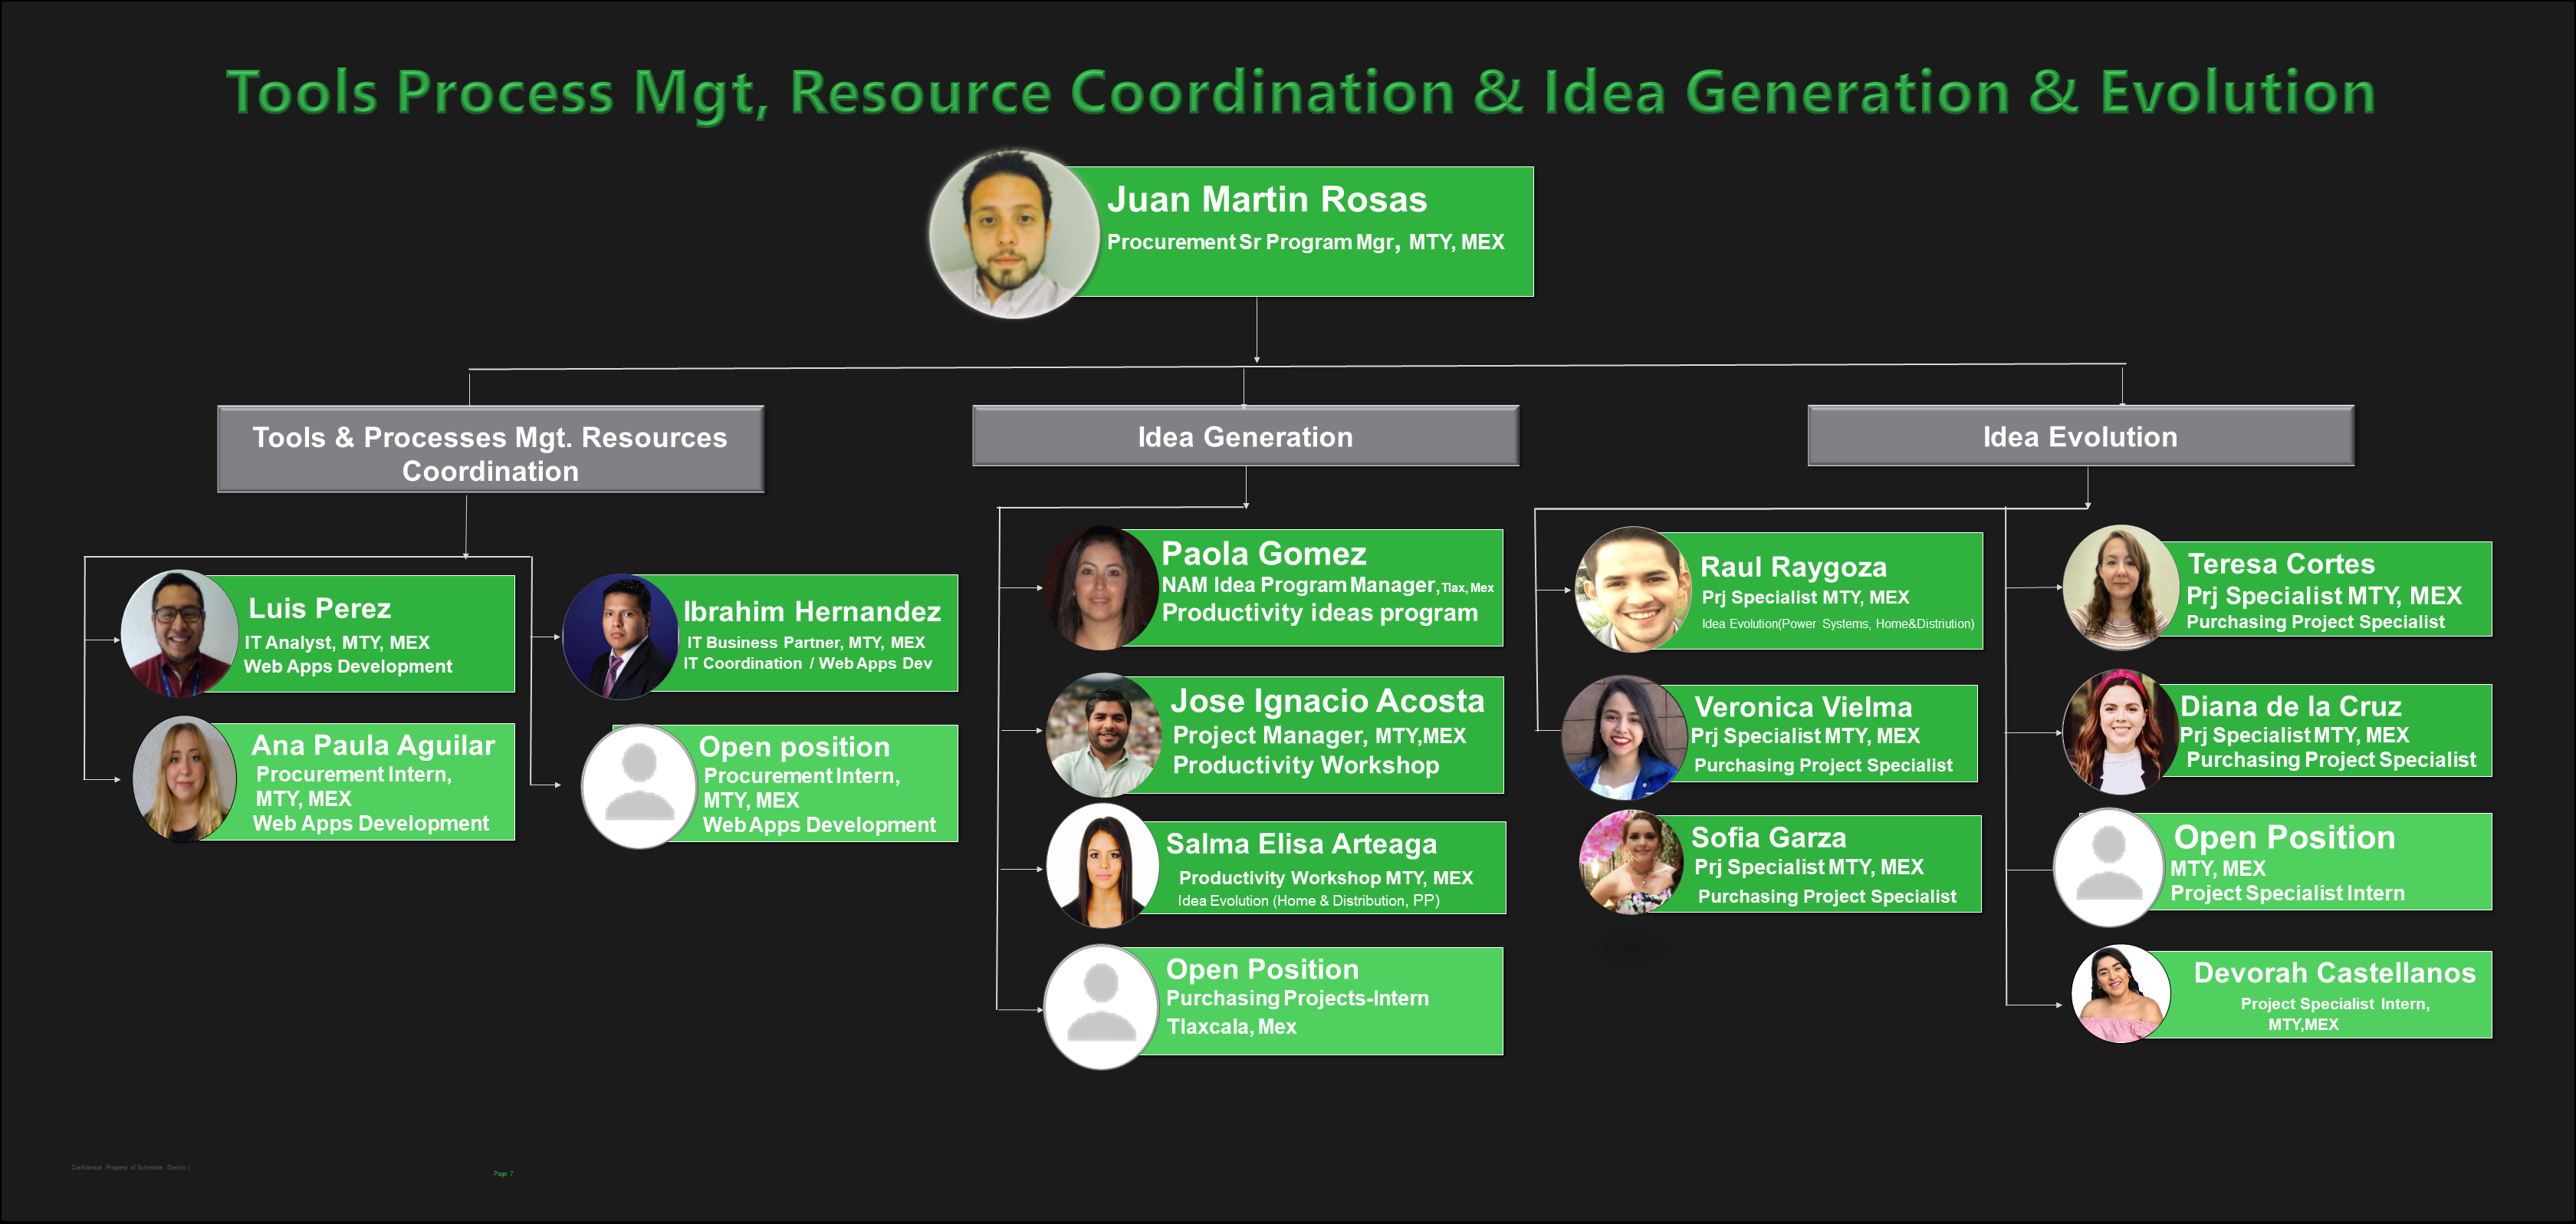 Tools Process Mgt, Resource Coordination & Idea Generation & Evolution
Juan Martin Rosas
Procurement Sr Program Mgr, MTY, MEX
Tools & Processes Mgt. Resources
Coordination
Luis Perez
IT Analyst, MTY, MEX
Web Apps Development
Ana Paula Aguilar
Procurement Intern,
MTY, MEX
Web Apps Development
Ibrahim Hernandez
IT Business Partner, MTY, MEX
IT Coordination / Web Apps Dev
Open position
Procurement Intern,
MTY, MEX
Web Apps Development
Idea Generation
Paola Gomez
NAM Idea Program Manager, Tlax, Mex
Productivity ideas program
Jose Ignacio Acosta
Project Manager, MTY,MEX
Productivity Workshop
Salma Elisa Arteaga
Productivity Workshop MTY, MEX
Idea Evolution (Home & Distribution, PP)
Open Position
Purchasing Projects-Intern
Tlaxcala, Mex
Idea Evolution
Raul Raygoza
Prj Specialist MTY, MEX
Idea Evolution(Power Systems, Home&Distriution)
Veronica Vielma
Prj Specialist MTY, MEX
Purchasing Project Specialist
Sofia Garza
Prj Specialist MTY, MEX
Purchasing Project Specialist
Teresa Cortes
Prj Specialist MTY, MEX
Purchasing Project Specialist
Diana de la Cruz
Prj Specialist MTY, MEX
Purchasing Project Specialist
Open Position
MTY, MEX
Project Specialist Intern
Devorah Castellanos
Project Specialist Intern,
MTY,MEX
Confidential Property of Schneider Electric |
Page 7